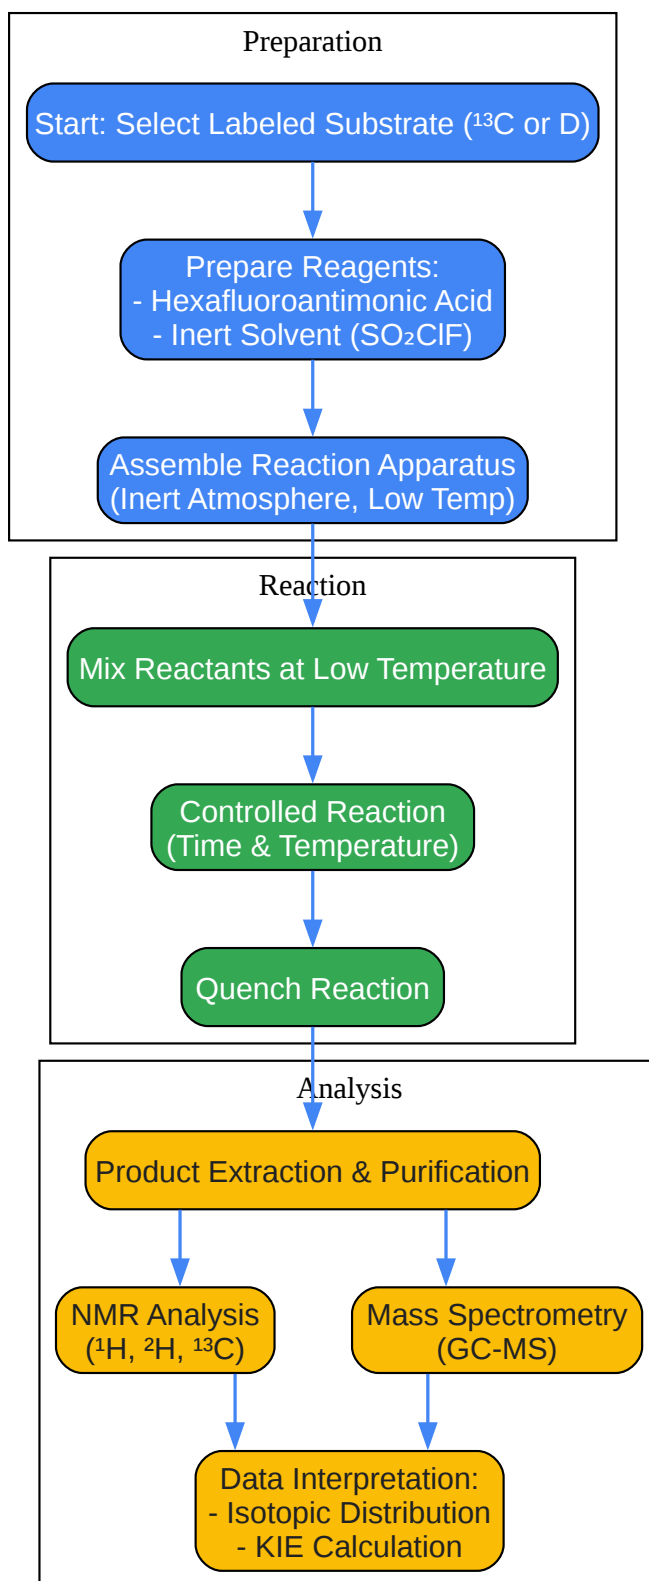 Preparation
Start: Select Labeled Substrate (¹³C or D)
Prepare Reagents:
- Hexafluoroantimonic Acid
- Inert Solvent (SO₂ClF)
Assemble Reaction Apparatus
(Inert Atmosphere, Low Temp)
Reaction
Mix Reactants at Low Temperature
Controlled Reaction
(Time & Temperature)
Quench Reaction
Analysis
Product Extraction & Purification
NMR Analysis
(¹H, ²H, ¹³C)
Mass Spectrometry
(GC-MS)
Data Interpretation:
- Isotopic Distribution
- KIE Calculation